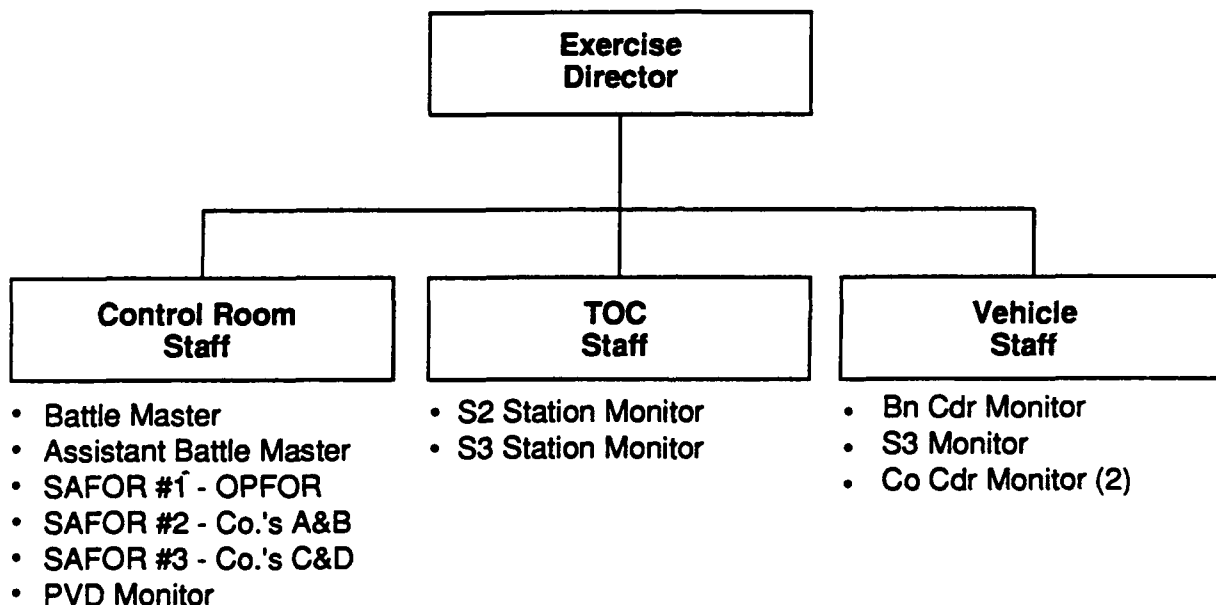 Exercise
Director
Control Room
Staff
• Battle Master
• Assistant Battle Master
• SAFOR #1 - OPFOR
• SAFOR #2 - Co.'s A&B
• SAFOR #3 - Co.'s C&D
• PVD Monitor
TOC
Staff
• S2 Station Monitor
• S3 Station Monitor
Vehicle
Staff
• Bn Cdr Monitor
• S3 Monitor
• Co Cdr Monitor (2)